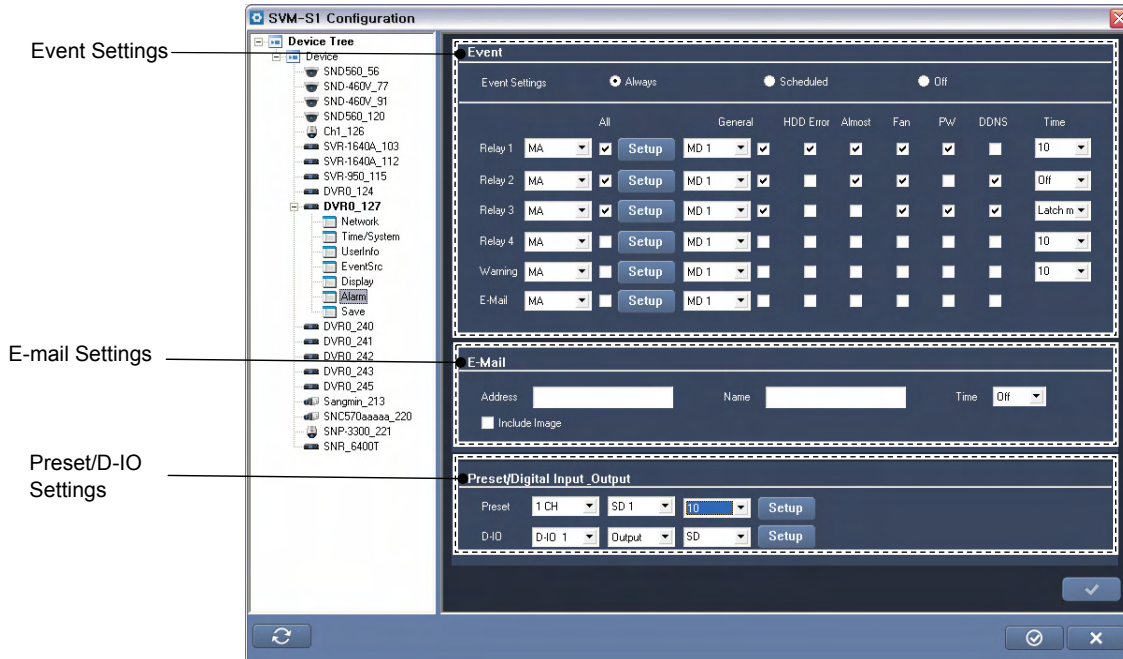 SVM-S1 Configuration
Event Settings
E-mail Settings
Preset/D-IO
Settings
Device Tree
Device
SND560_56
SND-460V_77
SND-460V_91
SND560_120
Ch1_126
SVR-1640A_103
SVR-1640A_112
SVR-950_115
DVR0_124
DVR0_127
Network
Time/System
UserInfo
EventSrc
Display
Alarm
Save
DVR0_240
DVR0_241
DVR0_242
DVR0_243
DVR0_245
Sangmin_213
SNC570aaaaa_220
SNP-3300_221
SNR_6400T
Event
Event Settings Always Scheduled Off
All General HDD Error Almost Fan PW DDNS Time
Relay 1 MA Setup MD 1 10
Relay 2 MA Setup MD 1 Off
Relay 3 MA Setup MD 1 Latch m
Relay 4 MA Setup MD 1 10
Warning MA Setup MD 1 10
E-Mail MA Setup MD 1
E-Mail
Address Name Time Off
Include Image
Preset/Digital Input_Output
Preset 1 CH SD 1 10 Setup
D-IO D-IO 1 Output SD Setup